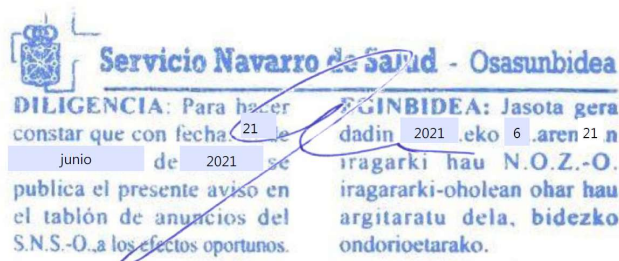 Servicio Navarro de Salud - Osasunbidea
DILIGENCIA: Para hacer
constar que con fecha: 21 de
junio de 2021 se
publica el presente aviso en
el tablón de anuncios del
S.N.S.-O.,a los efectos oportunos.
EGINBIDEA: Jasota gera
dadin 2021 .eko 6 .aren 21 n
iragarki hau N.O.Z.-O.
iragararki-oholean ohar hau
argitaratu dela, bidezko
ondorioetarako.